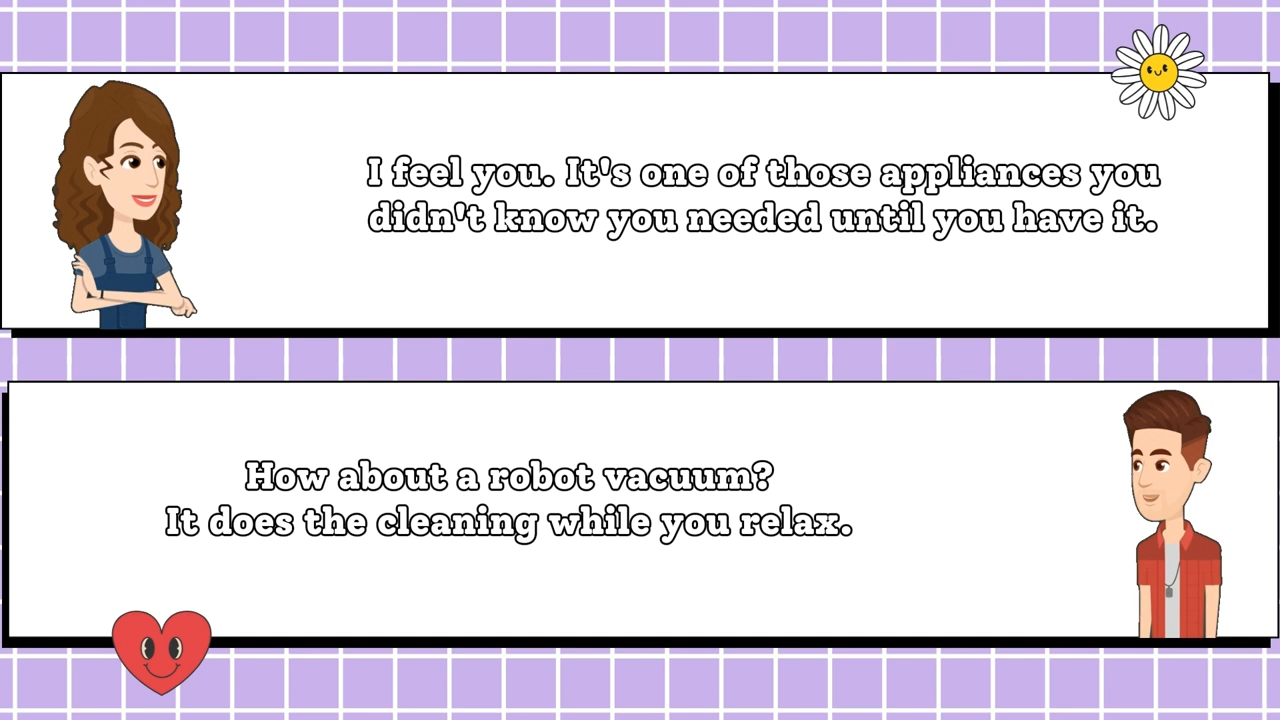 I feel you. It's one of those appliances you
didn't know you needed until you have it.
How about a robot vacuum?
It does the cleaning while you relax.